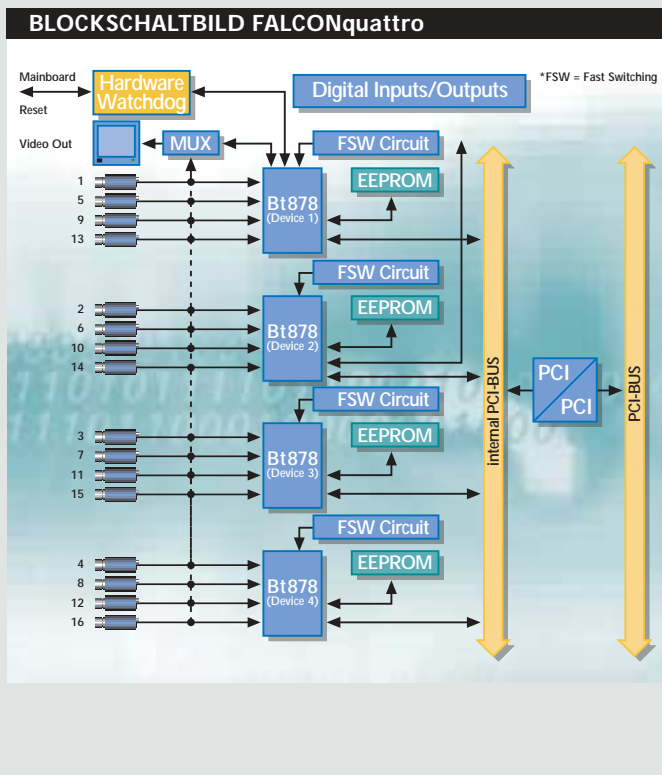 BLOCKSCHALTBILD FALCONquattro
Mainboard
Reset
Hardware
Watchdog
Digital Inputs/Outputs
*FSW = Fast Switching
Video Out
MUX
FSW Circuit
EEPROM
Bt878
(Device 1)
1
5
9
13
FSW Circuit
EEPROM
Bt878
(Device 2)
2
6
10
14
FSW Circuit
EEPROM
Bt878
(Device 3)
3
7
11
15
FSW Circuit
EEPROM
Bt878
(Device 4)
4
8
12
16
internal PCI-BUS
PCI
PCI
PCI-BUS